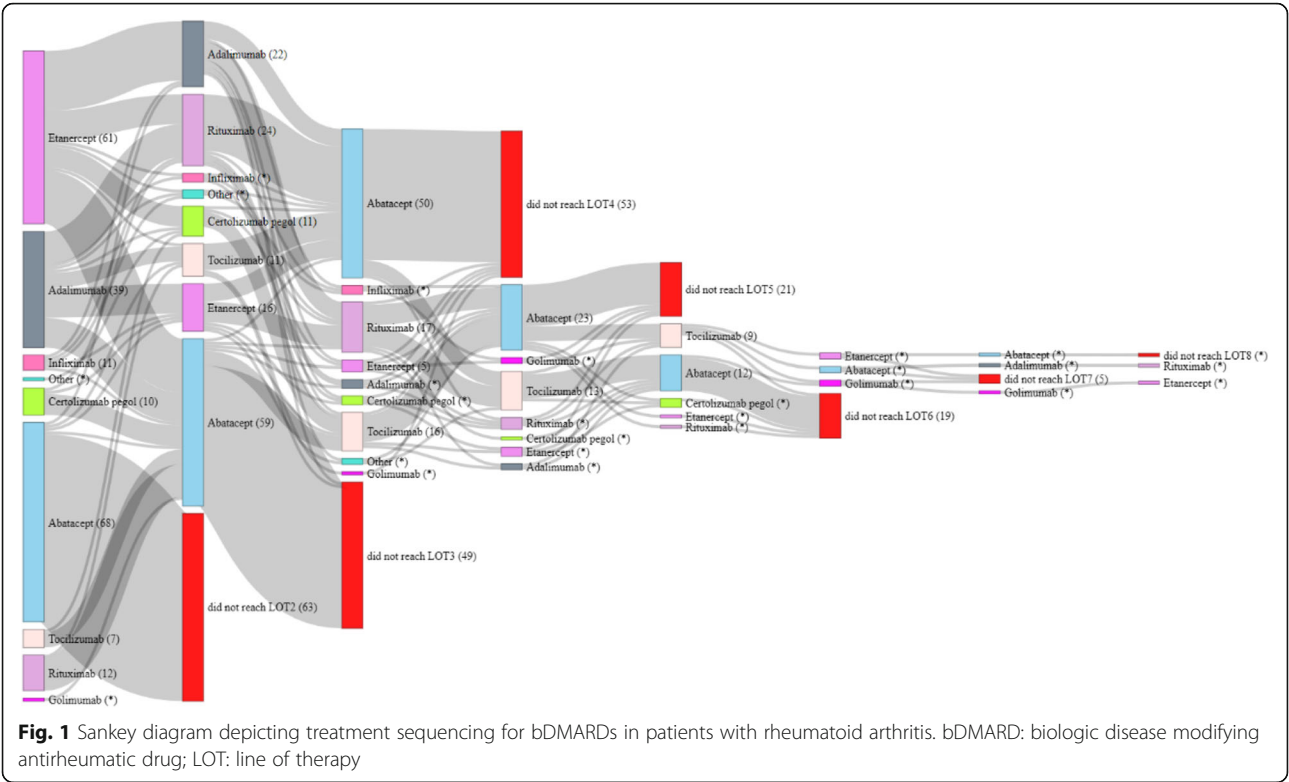 Etanercept (61)
Adalimumab (39)
Infliximab (11)
Other (*)
Certolizumab pegol (10)
Abatacept (68)
Tocilizumab (7)
Rituximab (12)
Golimumab (*)
Adalimumab (22)
Rituximab (24)
Infliximab (*)
Other (*)
Certolizumab pegol (11)
Tocilizumab (11)
Etanercept (16)
Abatacept (59)
did not reach LOT2 (63)
Abatacept (50)
Infliximab (*)
Rituximab (17)
Etanercept (5)
Adalimumab (*)
Certolizumab pegol (*)
Tocilizumab (16)
Other (*)
Golimumab (*)
did not reach LOT3 (49)
did not reach LOT4 (53)
Abatacept (23)
Golimumab (*)
Tocilizumab (13)
Rituximab (*)
Certolizumab pegol (*)
Etanercept (*)
Adalimumab (*)
did not reach LOT5 (21)
Tocilizumab (9)
Abatacept (12)
Certolizumab pegol (*)
Etanercept (*)
Rituximab (*)
Etanercept (*)
Abatacept (*)
Golimumab (*)
did not reach LOT6 (19)
Abatacept (*)
Adalimumab (*)
did not reach LOT7 (5)
Golimumab (*)
did not reach LOT8 (*)
Rituximab (*)
Etanercept (*)
Fig. 1 Sankey diagram depicting treatment sequencing for bDMARDs in patients with rheumatoid arthritis. bDMARD: biologic disease modifying
antirheumatic drug; LOT: line of therapy